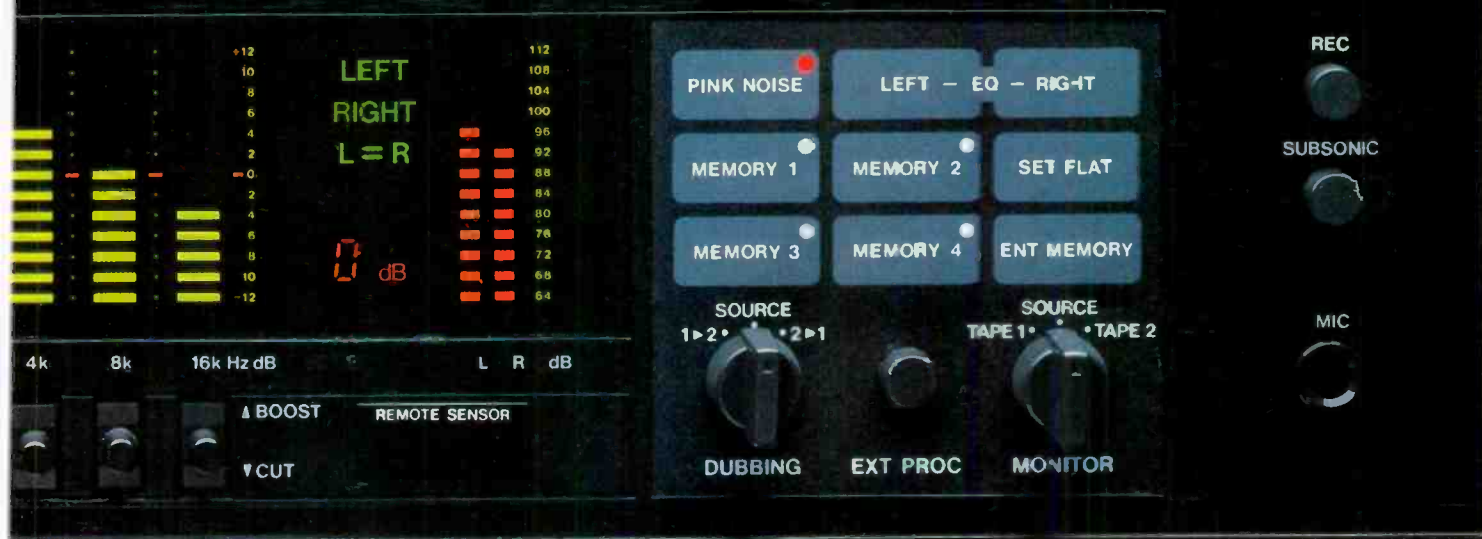 +12
10
8
6
4
2
0
2
4
6
8
10
-12
LEFT
RIGHT
L = R
0 dB
112
108
104
100
96
92
88
84
80
76
72
68
64
4k 8k 16k Hz dB
L R dB
▲ BOOST
▼ CUT
REMOTE SENSOR
PINK NOISE
LEFT – EQ – RIGHT
MEMORY 1
MEMORY 2
SET FLAT
MEMORY 3
MEMORY 4
ENT MEMORY
SOURCE
1►2 • • 2►1
DUBBING
EXT PROC
SOURCE
TAPE 1 • • TAPE 2
MONITOR
REC
SUBSONIC
MIC